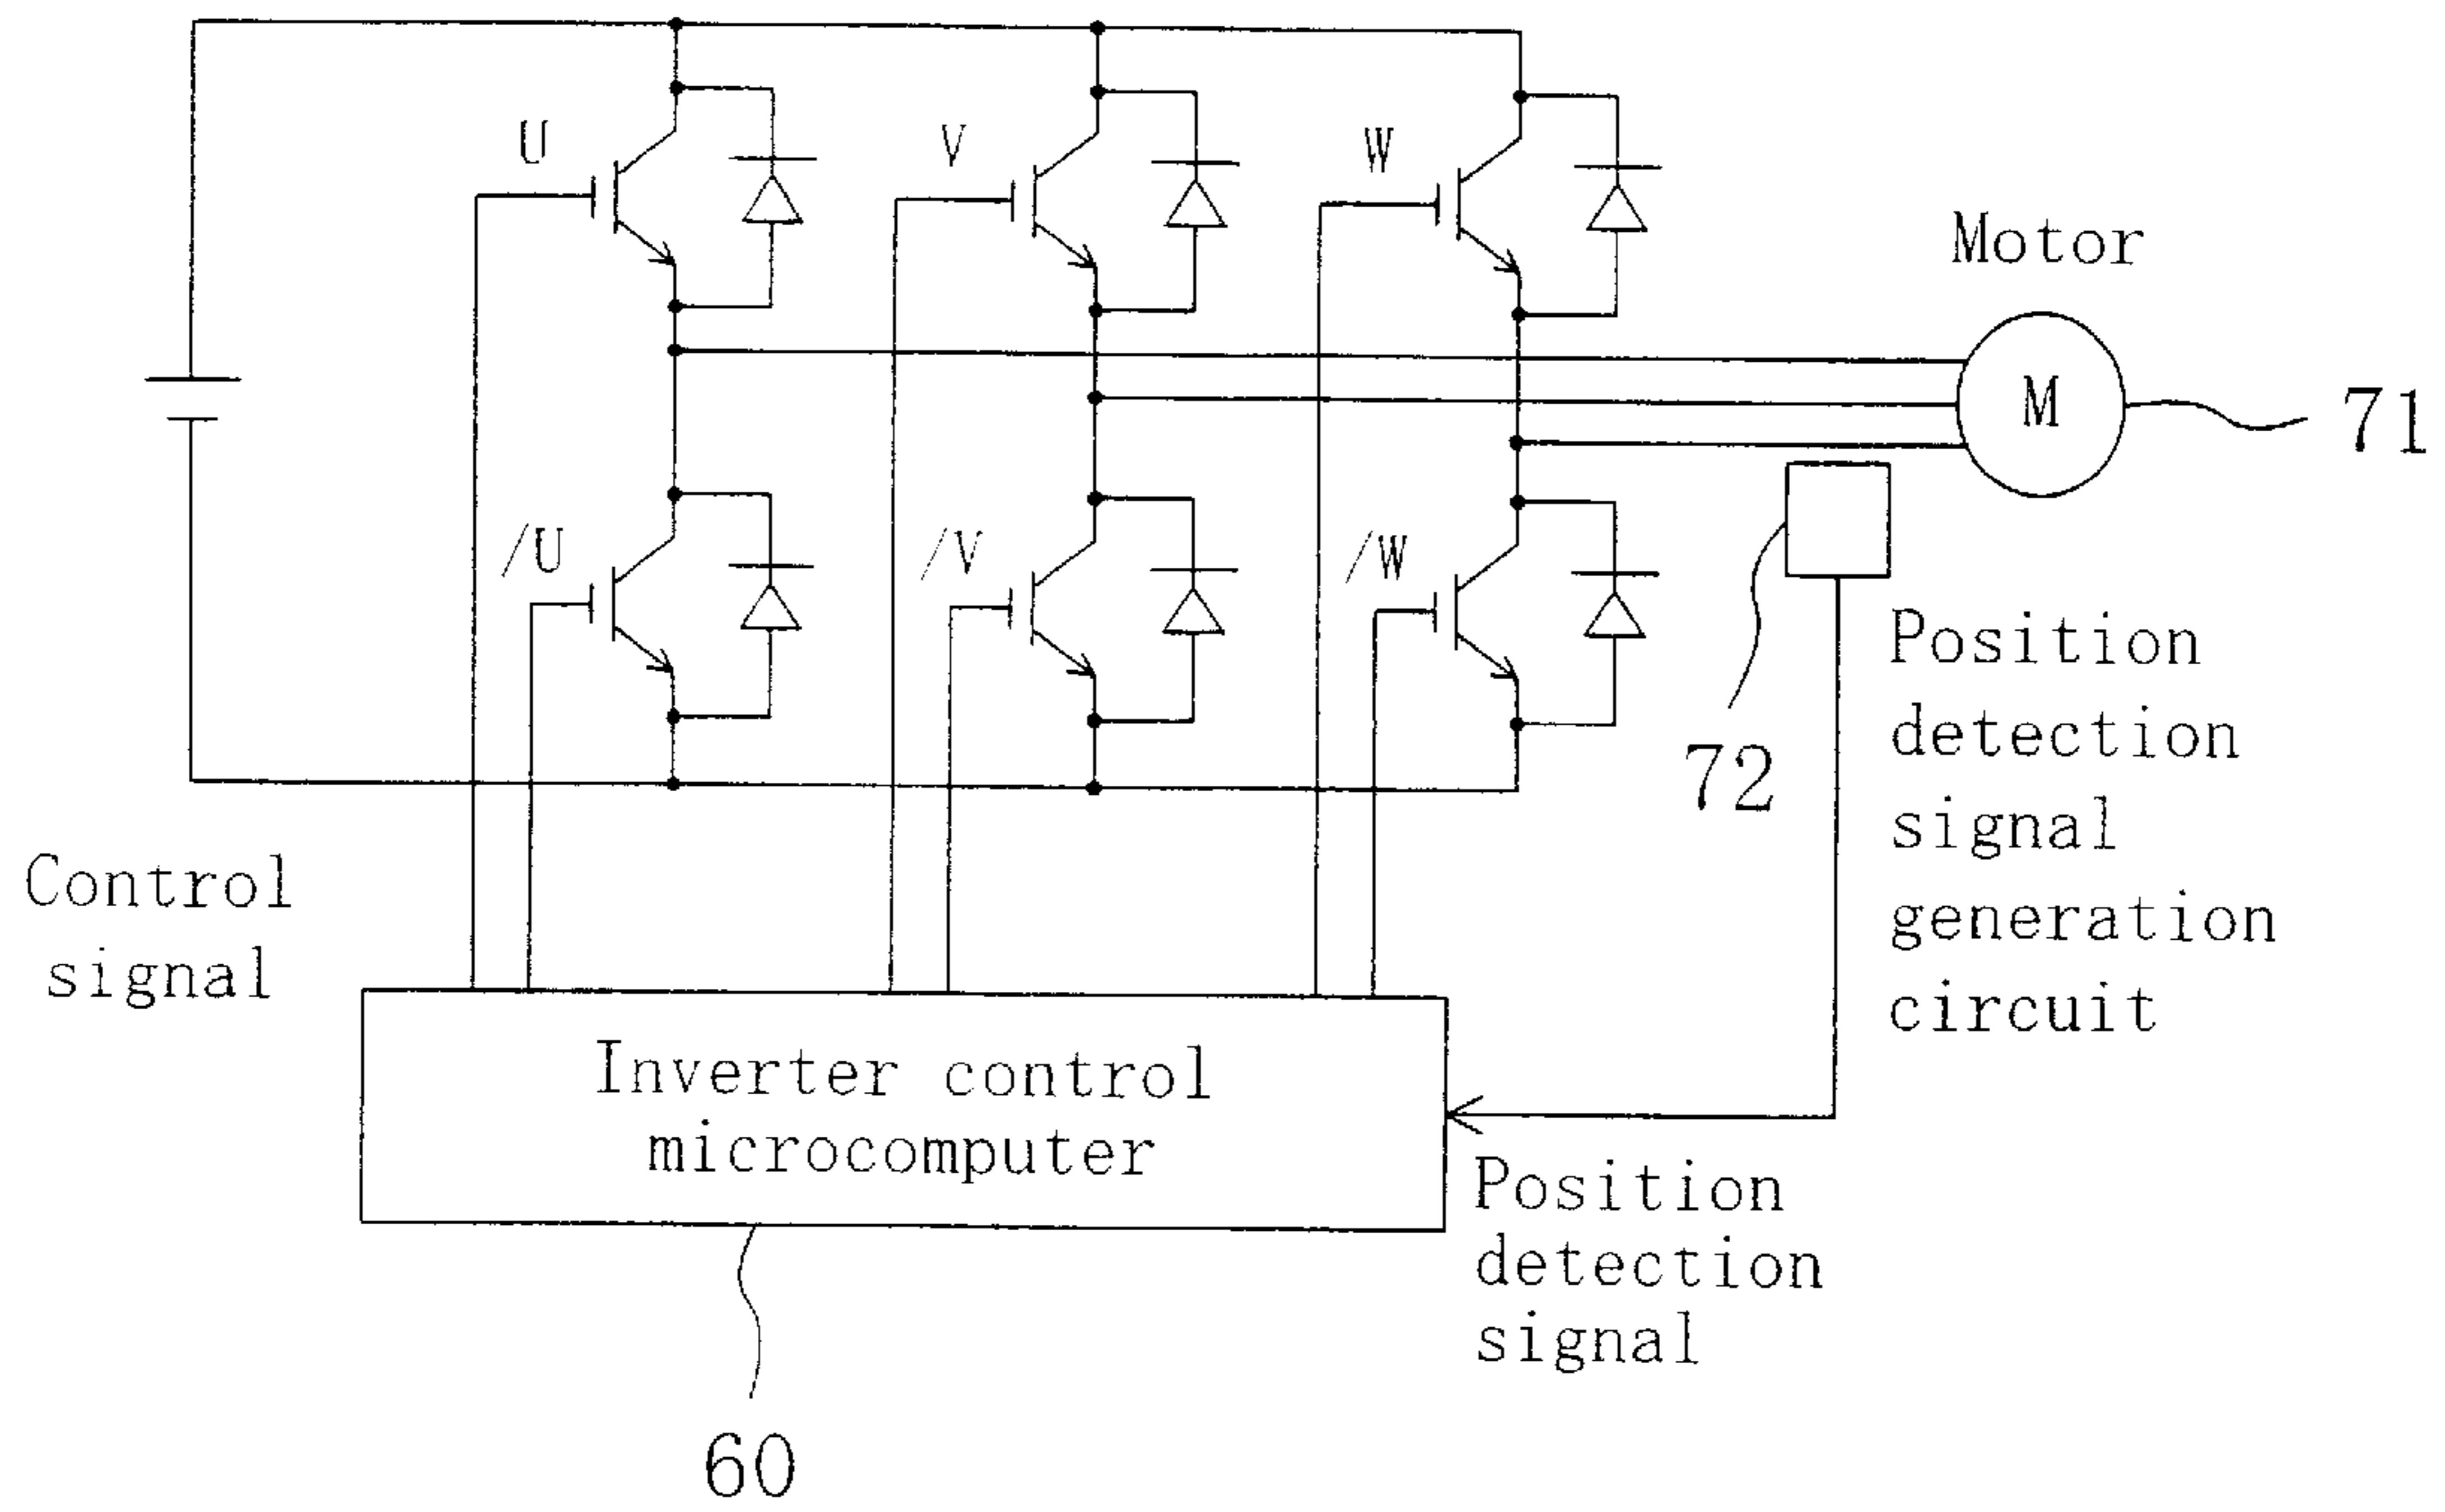 U
V
W
Motor
M
71
/U
/V
/W
72
Position
detection
signal
generation
circuit
Control
signal
Inverter control
microcomputer
Position
detection
signal
60